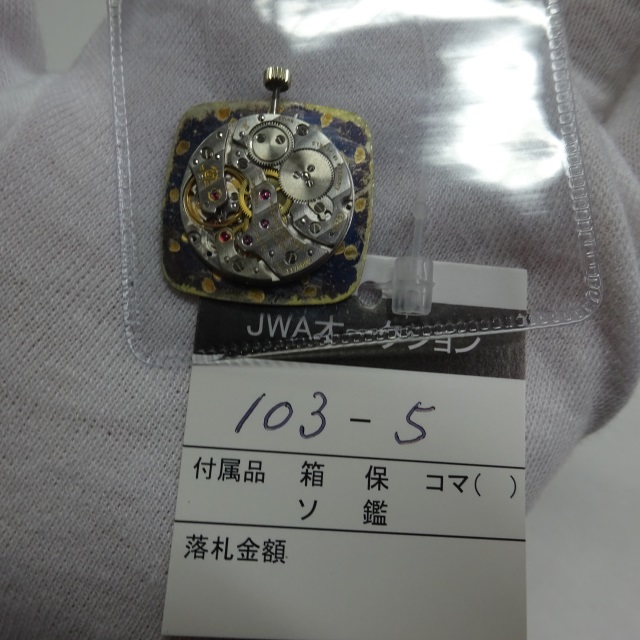 JWAオークション
103-5
付属品 箱 保 コマ( )
ソ 鑑
落札金額